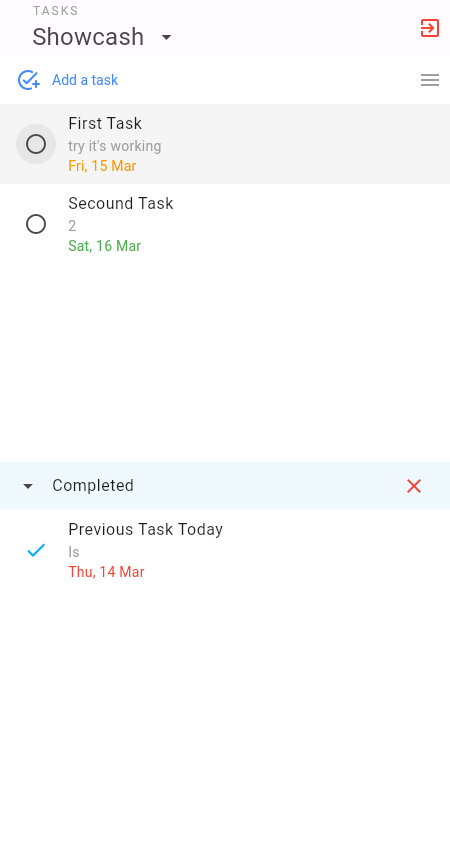 TASKS
Showcash
Add a task
First Task
try it's working
Fri, 15 Mar
Secound Task
2
Sat, 16 Mar
Completed
Previous Task Today
Is
Thu, 14 Mar